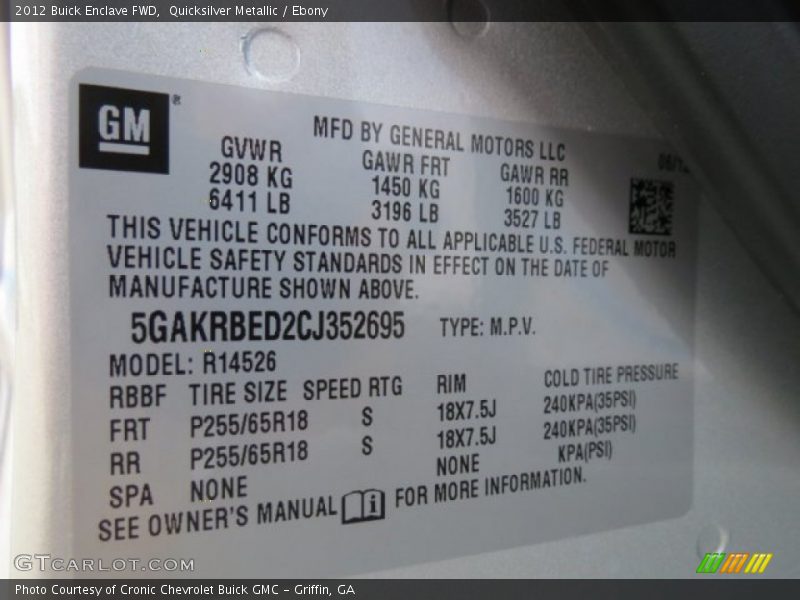 2012 Buick Enclave FWD, Quicksilver Metallic / Ebony
GM ®
MFD BY GENERAL MOTORS LLC
GVWR GAWR FRT GAWR RR
2908 KG 1450 KG 1600 KG
6411 LB 3196 LB 3527 LB
THIS VEHICLE CONFORMS TO ALL APPLICABLE U.S. FEDERAL MOTOR
VEHICLE SAFETY STANDARDS IN EFFECT ON THE DATE OF
MANUFACTURE SHOWN ABOVE.
5GAKRBED2CJ352695 TYPE: M.P.V.
MODEL: R14526
RBBF TIRE SIZE SPEED RTG RIM COLD TIRE PRESSURE
FRT P255/65R18 S 18X7.5J 240KPA(35PSI)
RR P255/65R18 S 18X7.5J 240KPA(35PSI)
SPA NONE NONE KPA(PSI)
SEE OWNER'S MANUAL FOR MORE INFORMATION.
GTCARLOT.COM
Photo Courtesy of Cronic Chevrolet Buick GMC - Griffin, GA